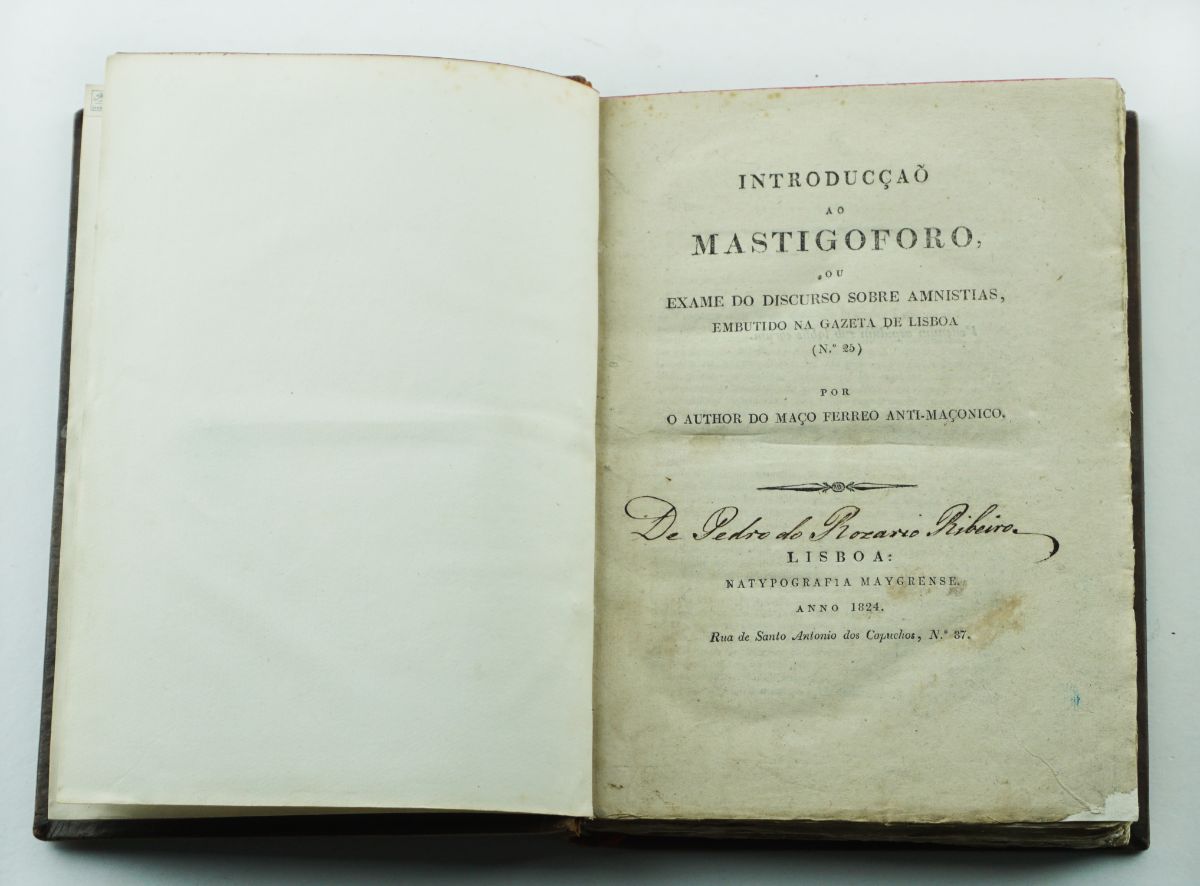 INTRODUCÇAÕ
AO
MASTIGOFORO,
OU
EXAME DO DISCURSO SOBRE AMNISTIAS,
EMBUTIDO NA GAZETA DE LISBOA
(N.º 25)
POR
O AUTHOR DO MAÇO FERREO ANTI-MAÇONICO.
De Pedro do Rozario Ribeiro
LISBOA:
NATYPOGRAFIA MAYGRENSE.
ANNO 1824.
Rua de Santo Antonio dos Capuchos, N.º 87.